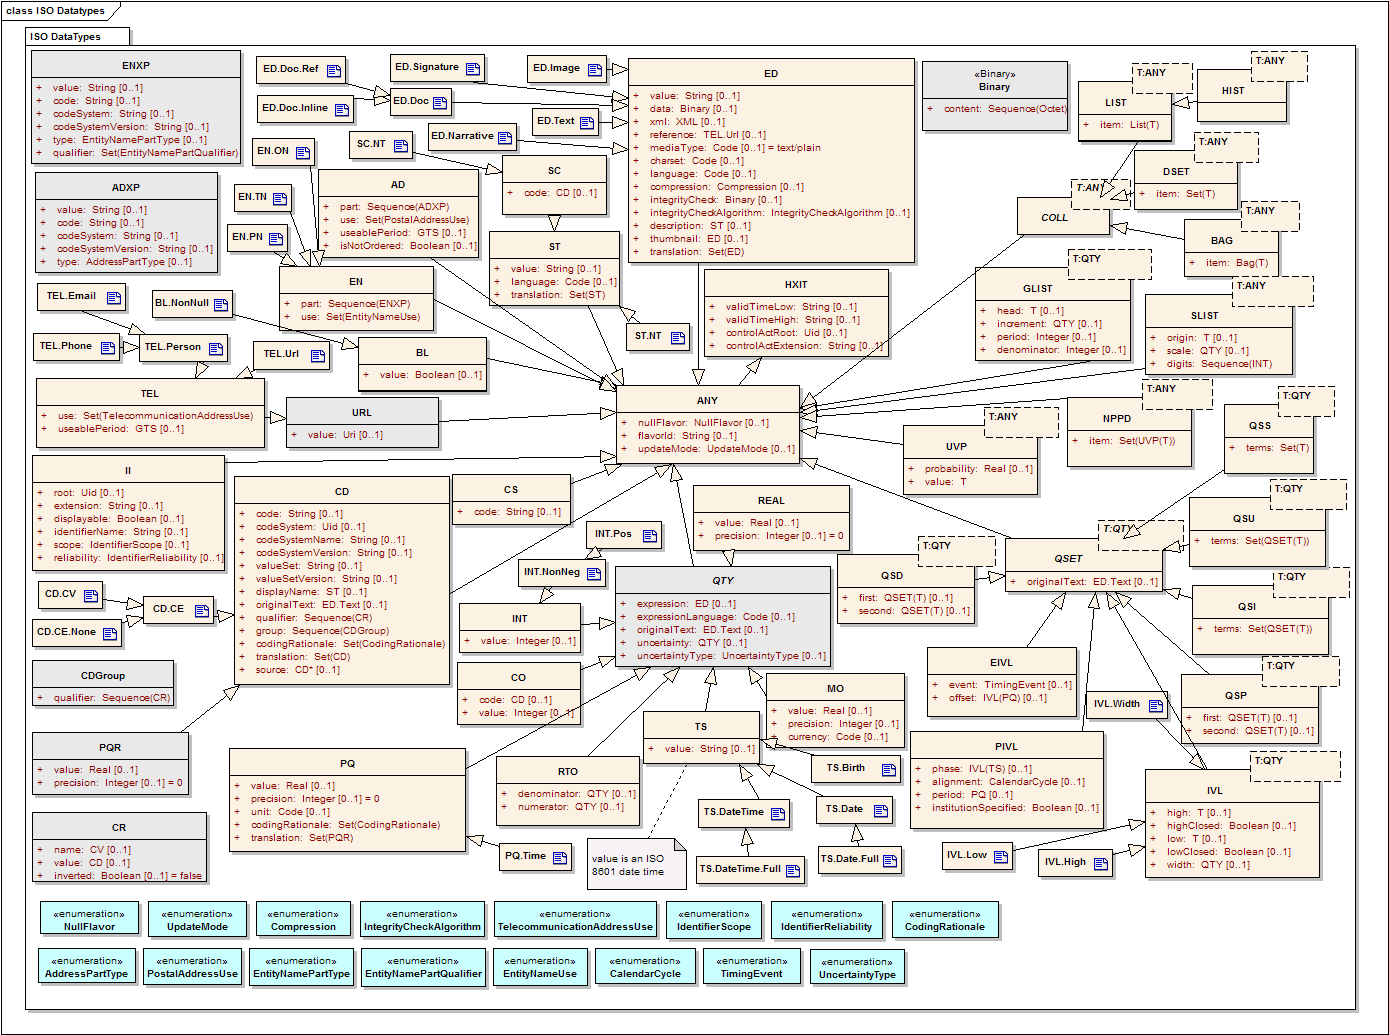 class ISO Datatypes
ISO DataTypes
ENXP
+ value: String [0..1]
+ code: String [0..1]
+ codeSystem: String [0..1]
+ codeSystemVersion: String [0..1]
+ type: EntityNamePartType [0..1]
+ qualifier: Set(EntityNamePartQualifier)
ED.Doc.Ref
ED.Signature
ED.Doc.Inline
ED.Doc
ED.Image
ED.Text
ED.Narrative
ED
+ value: String [0..1]
+ data: Binary [0..1]
+ xml: XML [0..1]
+ reference: TEL.Url [0..1]
+ mediaType: Code [0..1] = text/plain
+ charset: Code [0..1]
+ language: Code [0..1]
+ compression: Compression [0..1]
+ integrityCheck: Binary [0..1]
+ integrityCheckAlgorithm: IntegrityCheckAlgorithm [0..1]
+ description: ST [0..1]
+ thumbnail: ED [0..1]
+ translation: Set(ED)
«Binary»
Binary
+ content: Sequence(Octet)
T:ANY
LIST
+ item: List(T)
T:ANY
HIST
T:ANY
DSET
+ item: Set(T)
T:ANY
COLL
T:ANY
BAG
+ item: Bag(T)
ADXP
+ value: String [0..1]
+ code: String [0..1]
+ codeSystem: String [0..1]
+ codeSystemVersion: String [0..1]
+ type: AddressPartType [0..1]
EN.ON
EN.TN
EN.PN
SC.NT
AD
+ part: Sequence(ADXP)
+ use: Set(PostalAddressUse)
+ useablePeriod: GTS [0..1]
+ isNotOrdered: Boolean [0..1]
SC
+ code: CD [0..1]
ST
+ value: String [0..1]
+ language: Code [0..1]
+ translation: Set(ST)
ST.NT
EN
+ part: Sequence(ENXP)
+ use: Set(EntityNameUse)
HXIT
+ validTimeLow: String [0..1]
+ validTimeHigh: String [0..1]
+ controlActRoot: Uid [0..1]
+ controlActExtension: String [0..1]
T:QTY
GLIST
+ head: T [0..1]
+ increment: QTY [0..1]
+ period: Integer [0..1]
+ denominator: Integer [0..1]
T:ANY
SLIST
+ origin: T [0..1]
+ scale: QTY [0..1]
+ digits: Sequence(INT)
TEL.Email
BL.NonNull
TEL.Phone
TEL.Person
TEL.Url
BL
+ value: Boolean [0..1]
TEL
+ use: Set(TelecommunicationAddressUse)
+ useablePeriod: GTS [0..1]
URL
+ value: Uri [0..1]
ANY
+ nullFlavor: NullFlavor [0..1]
+ flavorId: String [0..1]
+ updateMode: UpdateMode [0..1]
T:ANY
UVP
+ probability: Real [0..1]
+ value: T
T:ANY
NPPD
+ item: Set(UVP(T))
T:QTY
QSS
+ terms: Set(T)
II
+ root: Uid [0..1]
+ extension: String [0..1]
+ displayable: Boolean [0..1]
+ identifierName: String [0..1]
+ scope: IdentifierScope [0..1]
+ reliability: IdentifierReliability [0..1]
CD
+ code: String [0..1]
+ codeSystem: Uid [0..1]
+ codeSystemName: String [0..1]
+ codeSystemVersion: String [0..1]
+ valueSet: String [0..1]
+ valueSetVersion: String [0..1]
+ displayName: ST [0..1]
+ originalText: ED.Text [0..1]
+ qualifier: Sequence(CR)
+ group: Sequence(CDGroup)
+ codingRationale: Set(CodingRationale)
+ translation: Set(CD)
+ source: CD* [0..1]
CS
+ code: String [0..1]
REAL
+ value: Real [0..1]
+ precision: Integer [0..1] = 0
INT.Pos
INT.NonNeg
INT
+ value: Integer [0..1]
QTY
+ expression: ED [0..1]
+ expressionLanguage: Code [0..1]
+ originalText: ED.Text [0..1]
+ uncertainty: QTY [0..1]
+ uncertaintyType: UncertaintyType [0..1]
T:QTY
QSD
+ first: QSET(T) [0..1]
+ second: QSET(T) [0..1]
T:QTY
QSET
+ originalText: ED.Text [0..1]
T:QTY
QSU
+ terms: Set(QSET(T))
T:QTY
QSI
+ terms: Set(QSET(T))
CD.CV
CD.CE
CD.CE.None
CDGroup
+ qualifier: Sequence(CR)
CO
+ code: CD [0..1]
+ value: Integer [0..1]
EIVL
+ event: TimingEvent [0..1]
+ offset: IVL(PQ) [0..1]
IVL.Width
T:QTY
QSP
+ first: QSET(T) [0..1]
+ second: QSET(T) [0..1]
MO
+ value: Real [0..1]
+ precision: Integer [0..1]
+ currency: Code [0..1]
TS
+ value: String [0..1]
PQR
+ value: Real [0..1]
+ precision: Integer [0..1] = 0
PQ
+ value: Real [0..1]
+ precision: Integer [0..1] = 0
+ unit: Code [0..1]
+ codingRationale: Set(CodingRationale)
+ translation: Set(PQR)
PQ.Time
RTO
+ denominator: QTY [0..1]
+ numerator: QTY [0..1]
TS.Birth
TS.DateTime
TS.Date
TS.DateTime.Full
TS.Date.Full
value is an ISO
8601 date time
PIVL
+ phase: IVL(TS) [0..1]
+ alignment: CalendarCycle [0..1]
+ period: PQ [0..1]
+ institutionSpecified: Boolean [0..1]
T:QTY
IVL
+ high: T [0..1]
+ highClosed: Boolean [0..1]
+ low: T [0..1]
+ lowClosed: Boolean [0..1]
+ width: QTY [0..1]
IVL.Low
IVL.High
CR
+ name: CV [0..1]
+ value: CD [0..1]
+ inverted: Boolean [0..1] = false
«enumeration»
NullFlavor
«enumeration»
UpdateMode
«enumeration»
Compression
«enumeration»
IntegrityCheckAlgorithm
«enumeration»
TelecommunicationAddressUse
«enumeration»
IdentifierScope
«enumeration»
IdentifierReliability
«enumeration»
CodingRationale
«enumeration»
AddressPartType
«enumeration»
PostalAddressUse
«enumeration»
EntityNamePartType
«enumeration»
EntityNamePartQualifier
«enumeration»
EntityNameUse
«enumeration»
CalendarCycle
«enumeration»
TimingEvent
«enumeration»
UncertaintyType